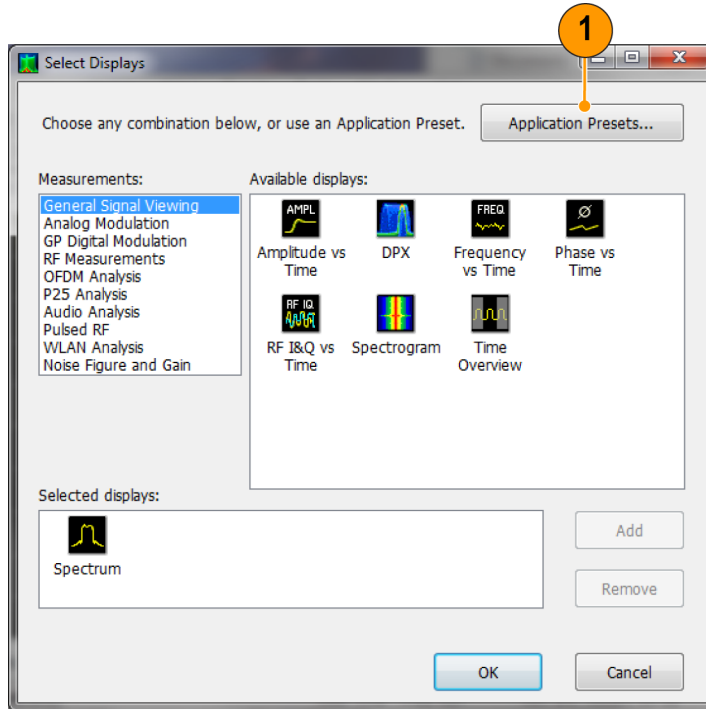 1
Select Displays
Choose any combination below, or use an Application Preset.
Application Presets...
Measurements:
General Signal Viewing
Analog Modulation
GP Digital Modulation
RF Measurements
OFDM Analysis
P25 Analysis
Audio Analysis
Pulsed RF
WLAN Analysis
Noise Figure and Gain
Available displays:
AMPL
Amplitude vs
Time
DPX
FREQ
Frequency
vs Time
Ø
Phase vs
Time
RF IQ
RF I&Q vs
Time
Spectrogram
Time
Overview
Selected displays:
Spectrum
Add
Remove
OK
Cancel